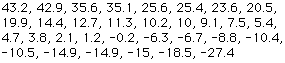 43.2, 42.9, 35.6, 35.1, 25.6, 25.4, 23.6, 20.5,
19.9, 14.4, 12.7, 11.3, 10.2, 10, 9.1, 7.5, 5.4,
4.7, 3.8, 2.1, 1.2, −0.2, −6.3, −6.7, −8.8, −10.4,
−10.5, −14.9, −14.9, −15, −18.5, −27.4